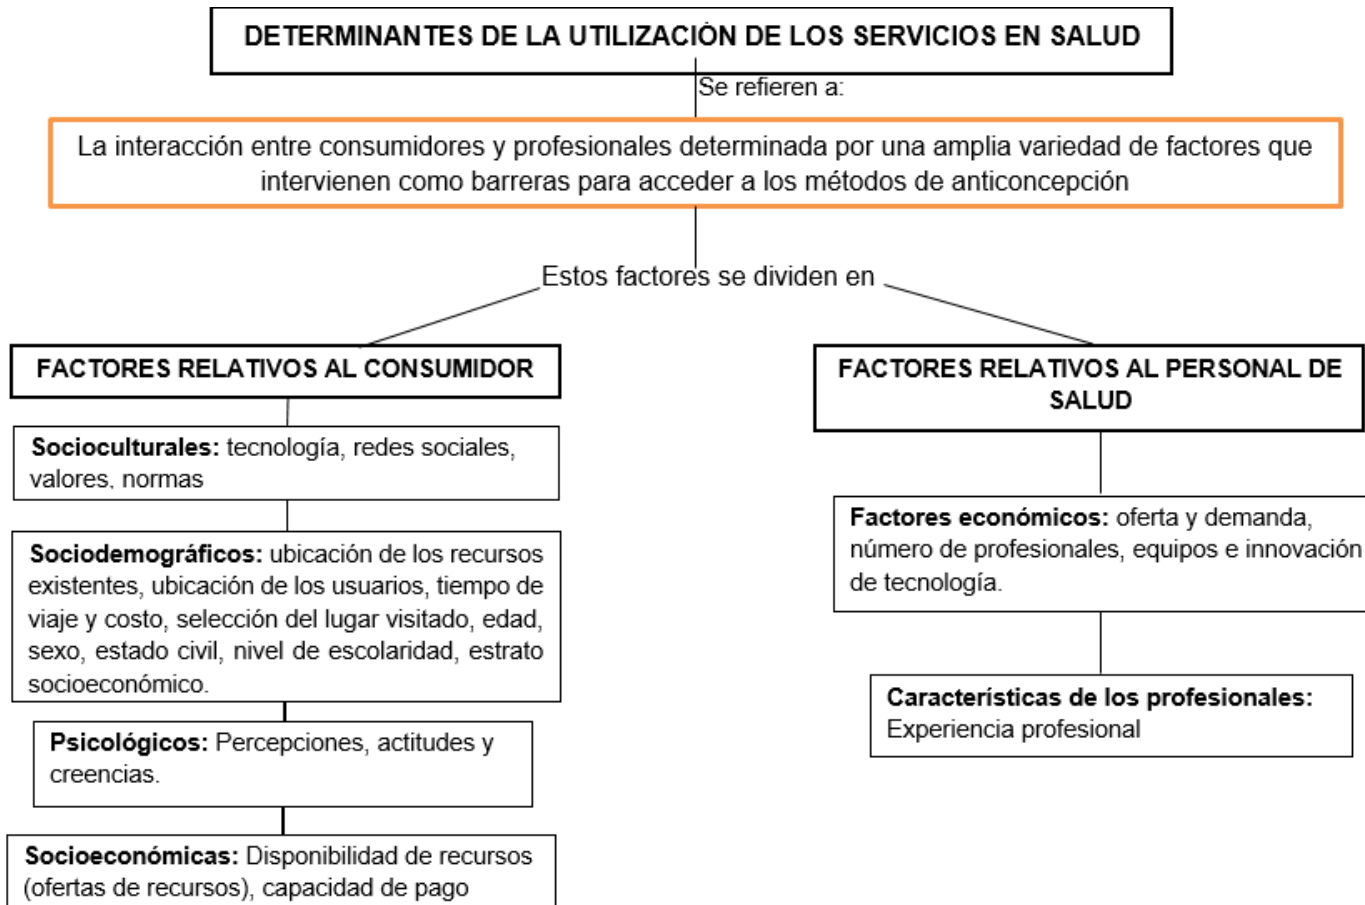 DETERMINANTES DE LA UTILIZACIÓN DE LOS SERVICIOS EN SALUD
Se refieren a:
La interacción entre consumidores y profesionales determinada por una amplia variedad de factores que
intervienen como barreras para acceder a los métodos de anticoncepción
Estos factores se dividen en
FACTORES RELATIVOS AL CONSUMIDOR
Socioculturales: tecnología, redes sociales,
valores, normas
Sociodemográficos: ubicación de los recursos
existentes, ubicación de los usuarios, tiempo de
viaje y costo, selección del lugar visitado, edad,
sexo, estado civil, nivel de escolaridad, estrato
socioeconómico.
Psicológicos: Percepciones, actitudes y
creencias.
Socioeconómicas: Disponibilidad de recursos
(ofertas de recursos), capacidad de pago
FACTORES RELATIVOS AL PERSONAL DE
SALUD
Factores económicos: oferta y demanda,
número de profesionales, equipos e innovación
de tecnología.
Características de los profesionales:
Experiencia profesional